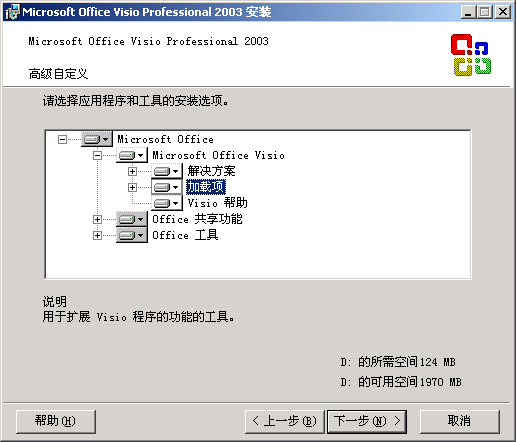 Microsoft Office Visio Professional 2003 安装
Microsoft Office Visio Professional 2003
高级自定义
请选择应用程序和工具的安装选项。
Microsoft Office
Microsoft Office Visio
解决方案
加载项
Visio 帮助
Office 共享功能
Office 工具
说明
用于扩展 Visio 程序的功能的工具。
D: 的所需空间124 MB
D: 的可用空间1970 MB
帮助(H) < 上一步(B) 下一步(N) > 取消